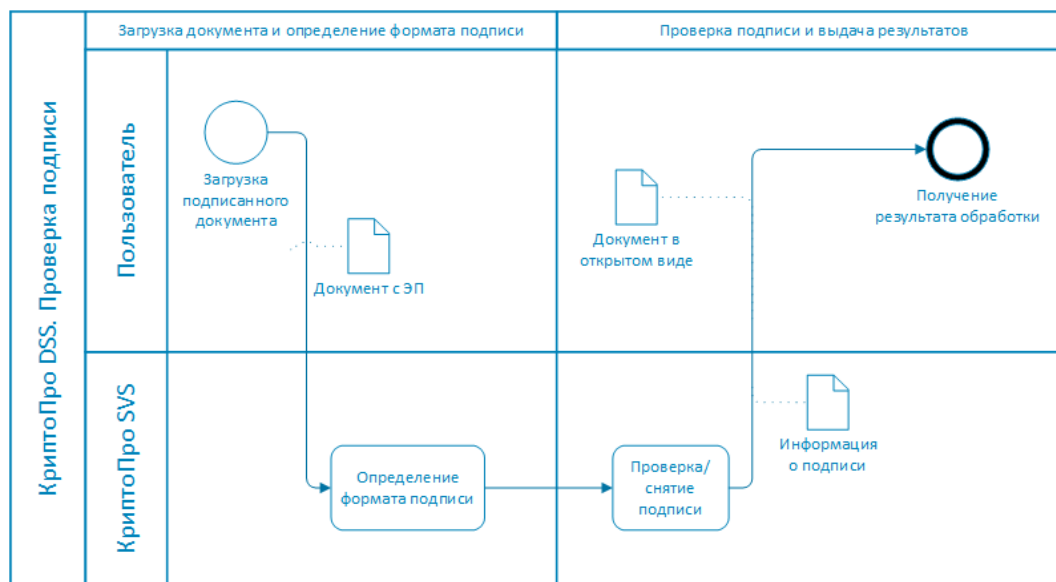 Загрузка документа и определение формата подписи
Проверка подписи и выдача результатов
КриптоПро DSS. Проверка подписи
Пользователь
Загрузка
подписанного
документа
Документ с ЭП
Документ в
открытом виде
Получение
результата обработки
КриптоПро SVS
Определение
формата подписи
Проверка/
снятие
подписи
Информация
о подписи